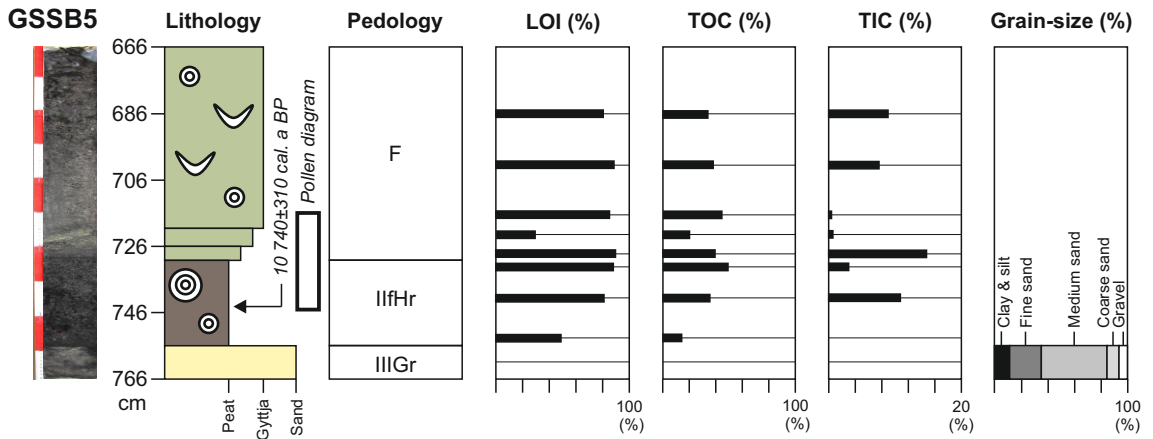 GSSB5 Lithology Pedology LOI (%) TOC (%) TIC (%) Grain-size (%)
666
686
706
726
746
766
cm
10 740±310 cal. a BP
Pollen diagram
Peat
Gyttja
Sand
F
IIfHr
IIIGr
100
(%)
100
(%)
20
(%)
Clay & silt
Fine sand
Medium sand
Coarse sand
Gravel
100
(%)